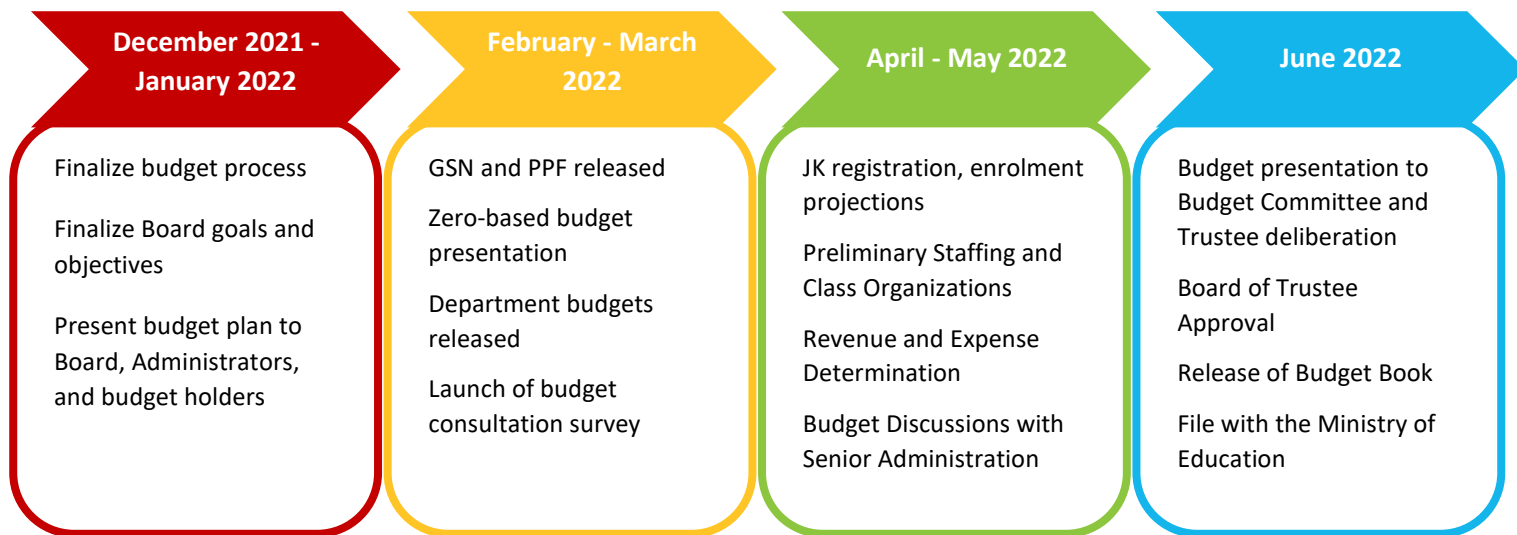 December 2021 -
January 2022
Finalize budget process
Finalize Board goals and
objectives
Present budget plan to
Board, Administrators,
and budget holders
February - March
2022
GSN and PPF released
Zero-based budget
presentation
Department budgets
released
Launch of budget
consultation survey
April - May 2022
JK registration, enrolment
projections
Preliminary Staffing and
Class Organizations
Revenue and Expense
Determination
Budget Discussions with
Senior Administration
June 2022
Budget presentation to
Budget Committee and
Trustee deliberation
Board of Trustee
Approval
Release of Budget Book
File with the Ministry of
Education